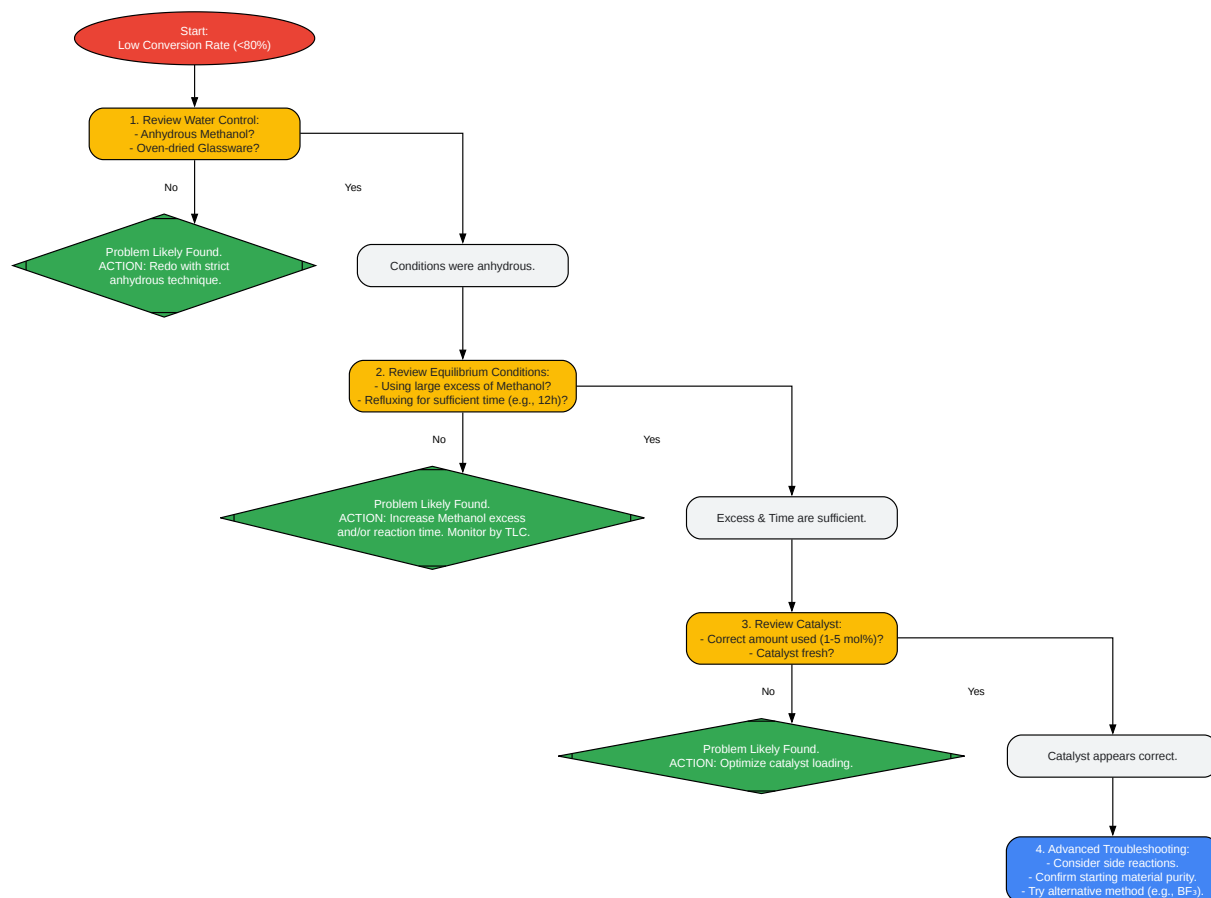 Start:
Low Conversion Rate (<80%)
1. Review Water Control:
- Anhydrous Methanol?
- Oven-dried Glassware?
No
Yes
Problem Likely Found.
ACTION: Redo with strict
anhydrous technique.
Conditions were anhydrous.
2. Review Equilibrium Conditions:
- Using large excess of Methanol?
- Refluxing for sufficient time (e.g., 12h)?
No
Yes
Problem Likely Found.
ACTION: Increase Methanol excess
and/or reaction time. Monitor by TLC.
Excess & Time are sufficient.
3. Review Catalyst:
- Correct amount used (1-5 mol%)?
- Catalyst fresh?
No
Yes
Problem Likely Found.
ACTION: Optimize catalyst loading.
Catalyst appears correct.
4. Advanced Troubleshooting:
- Consider side reactions.
- Confirm starting material purity.
- Try alternative method (e.g., BF₃).